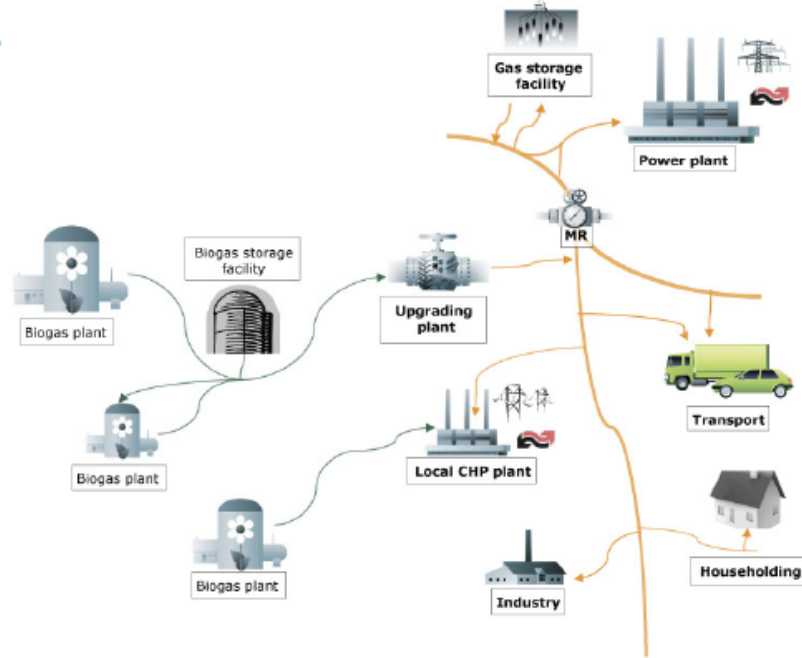 Gas storage
facility
Power plant
MR
Biogas storage
facility
Biogas plant
Upgrading
plant
Transport
Biogas plant
Local CHP plant
Biogas plant
Industry
Householding